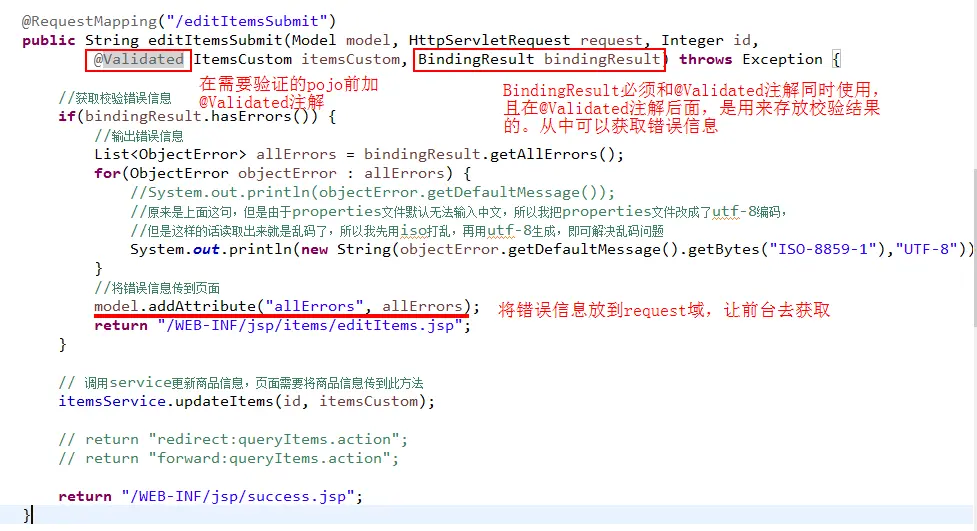 @RequestMapping("/editItemsSubmit")
public String editItemsSubmit(Model model, HttpServletRequest request, Integer id,
@Validated ItemsCustom itemsCustom, BindingResult bindingResult) throws Exception {
在需要验证的pojo前加
@Validated注解
BindingResult必须和@Validated注解同时使用，
且在@Validated注解后面，是用来存放校验结果
的。从中可以获取错误信息
//获取校验错误信息
if(bindingResult.hasErrors()) {
//输出错误信息
List<ObjectError> allErrors = bindingResult.getAllErrors();
for(ObjectError objectError : allErrors) {
//System.out.println(objectError.getDefaultMessage());
//原来是上面这句，但是由于properties文件默认无法输入中文，所以我把properties文件改成了utf-8编码，
//但是这样的话读取出来就是乱码了，所以我先用iso打乱，再用utf-8生成，即可解决乱码问题
System.out.println(new String(objectError.getDefaultMessage().getBytes("ISO-8859-1"),"UTF-8"))
}
//将错误信息传到页面
model.addAttribute("allErrors", allErrors);
将错误信息放到request域，让前台去获取
return "/WEB-INF/jsp/items/editItems.jsp";
}
// 调用service更新商品信息，页面需要将商品信息传到此方法
itemsService.updateItems(id, itemsCustom);
// return "redirect:queryItems.action";
// return "forward:queryItems.action";
return "/WEB-INF/jsp/success.jsp";
}